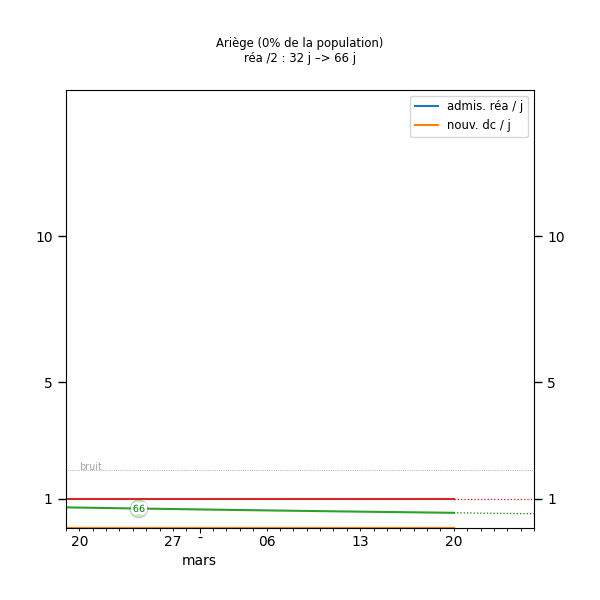 Ariège (0% de la population)
réa /2 : 32 j –> 66 j
admis. réa / j
nouv. dc / j
10 10
5 5
bruit
1 1
66
20 27 - 06 13 20
mars